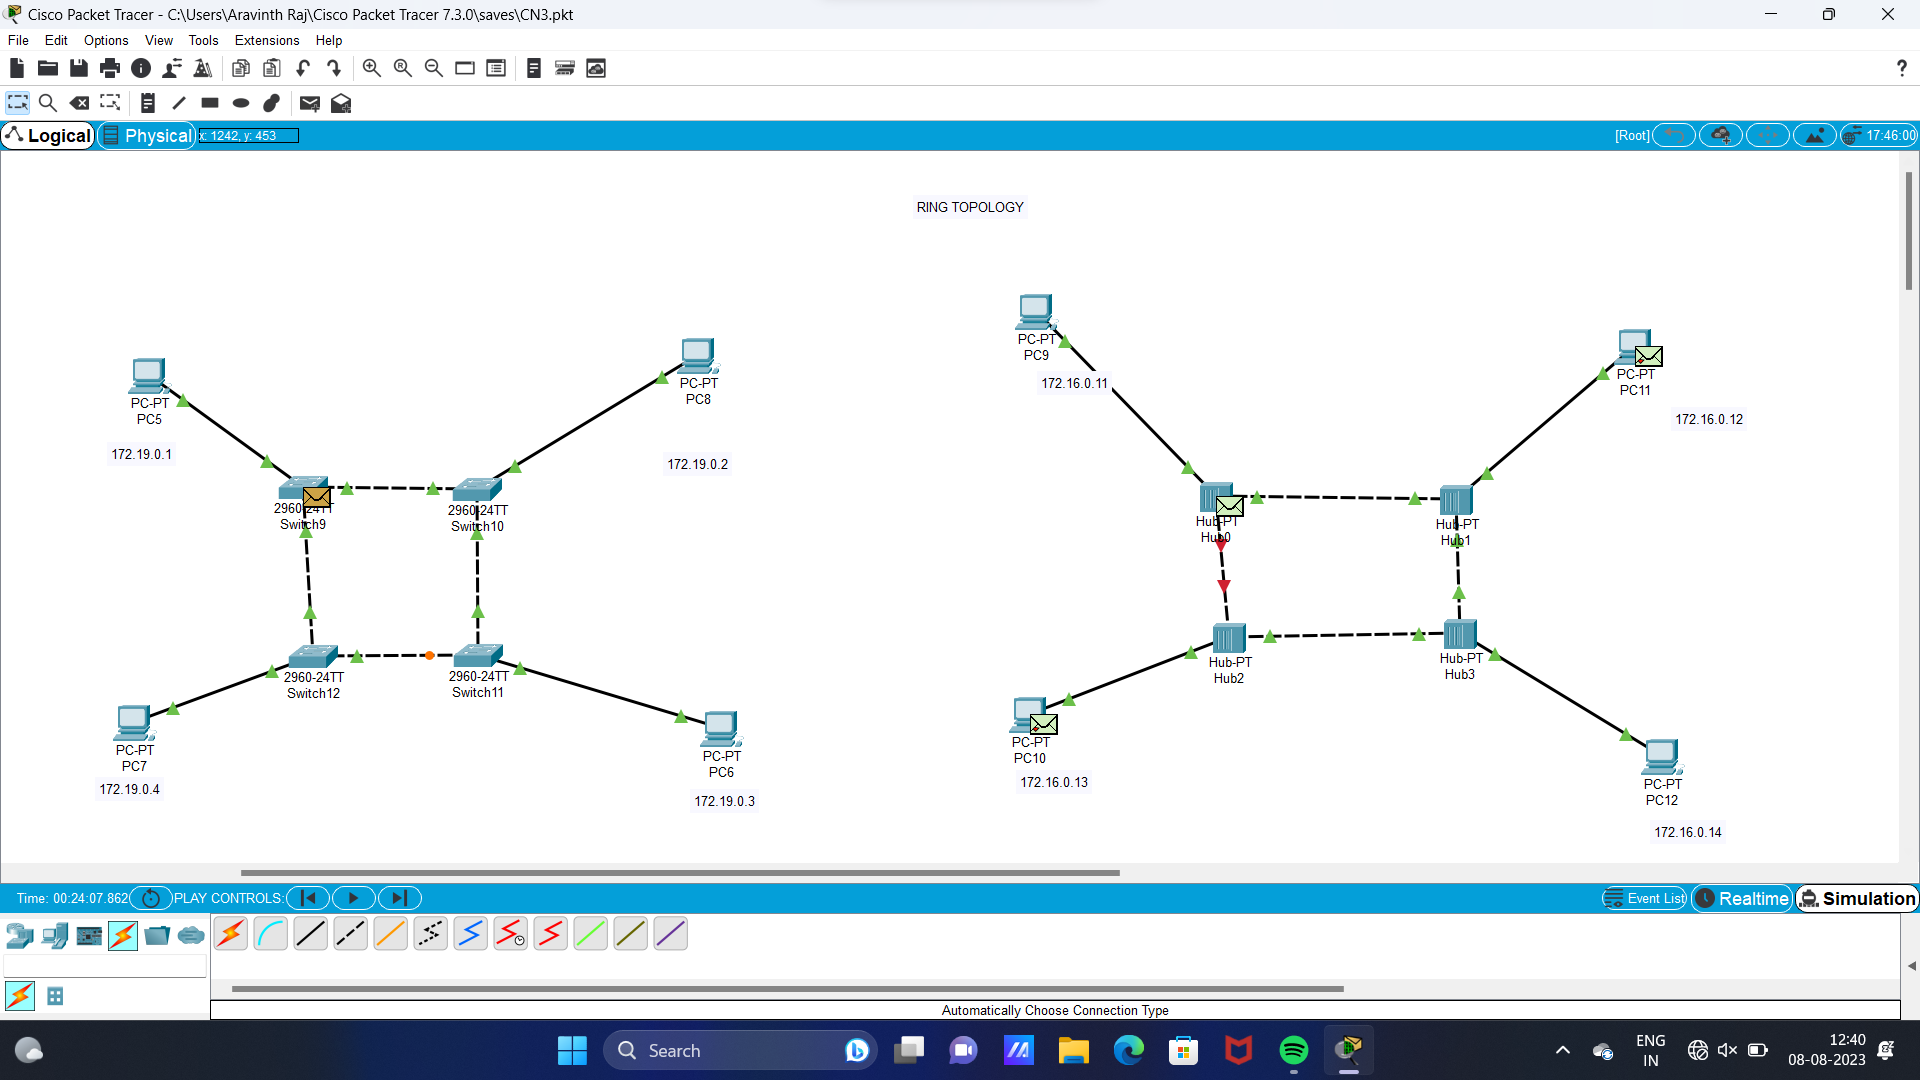 Cisco Packet Tracer - C:\Users\Aravinth Raj\Cisco Packet Tracer 7.3.0\saves\CN3.pkt
File Edit Options View Tools Extensions Help
Logical Physical x: 1242, y: 453 [Root] 17:46:00
RING TOPOLOGY
PC-PT
PC9
172.16.0.11
PC-PT
PC11
172.16.0.12
PC-PT
PC8
172.19.0.2
PC-PT
PC5
172.19.0.1
2960-24TT
Switch9
2960-24TT
Switch10
Hub-PT
Hub0
Hub-PT
Hub1
2960-24TT
Switch12
2960-24TT
Switch11
Hub-PT
Hub2
Hub-PT
Hub3
PC-PT
PC7
172.19.0.4
PC-PT
PC6
172.19.0.3
PC-PT
PC10
172.16.0.13
PC-PT
PC12
172.16.0.14
Time: 00:24:07.862 PLAY CONTROLS: Event List Realtime Simulation
Automatically Choose Connection Type
Search
ENG
IN
12:40
08-08-2023